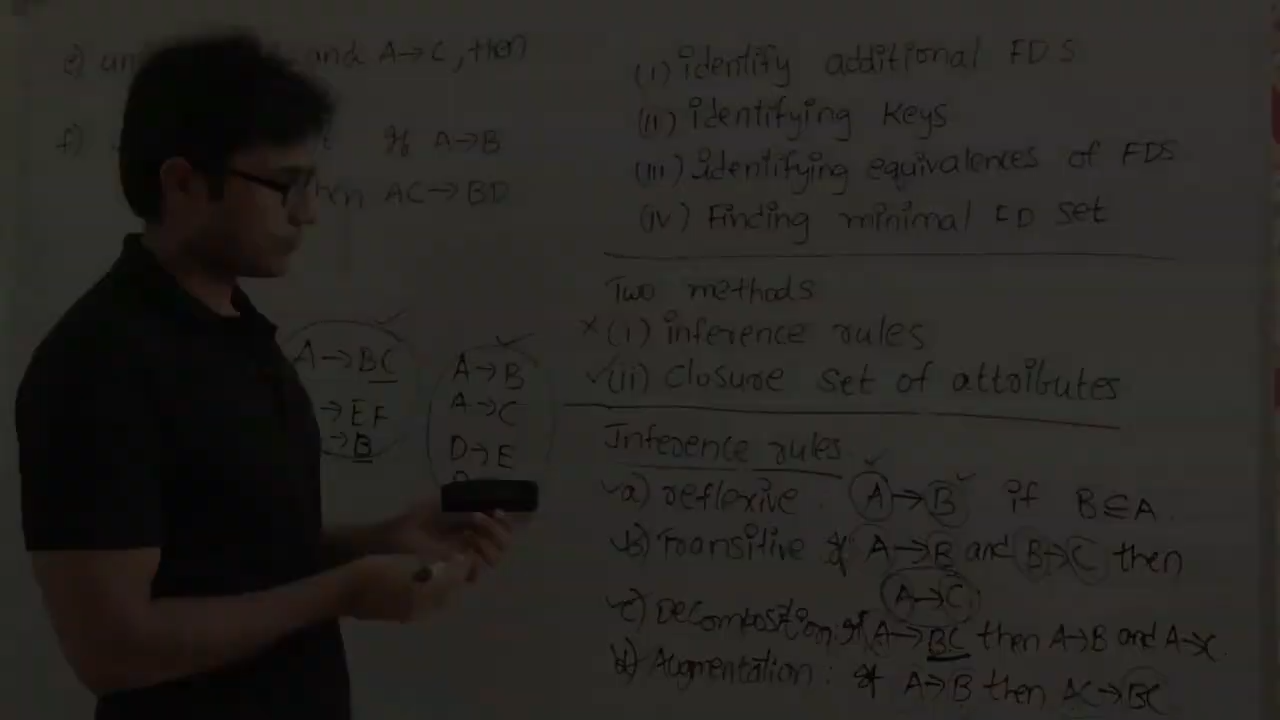 e) un and A→C, then
f) if A→B
then AC→BD
A→BC
→EF
→B
A→B
A→C
D→E
(i) identify additional FDS
(ii) identifying keys
(iii) identifying equivalences of FDS
(iv) Finding minimal FD set
Two methods
×(i) inference rules
✓(ii) closure set of attributes
Inference rules
✓a) reflexive : A→B if B⊆A
✓b) Transitive if A→B and B→C then
A→C
✓c) Decomposition: if A→BC then A→B and A→C.
✓d) Augmentation: if A→B then AC→BC